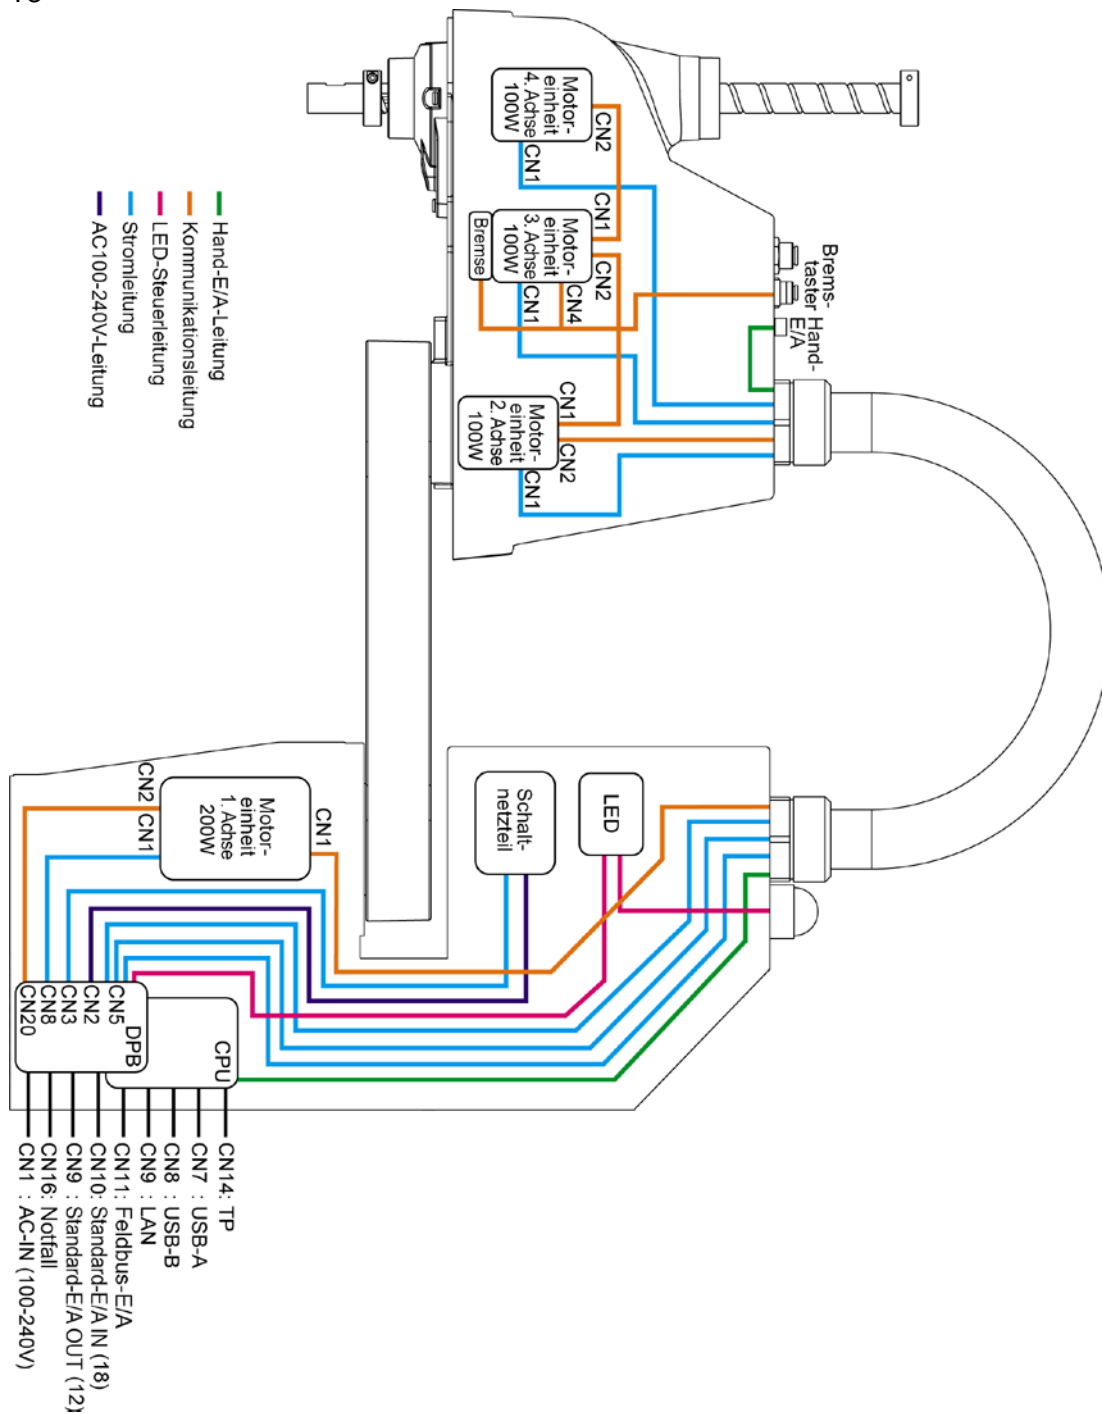 Motor-
einheit
4. Achse
100W
CN2
CN1
CN1
Motor-
einheit
3. Achse
100W
Bremse
CN2
CN4
CN1
Brems-
taster
Hand-
E/A
CN1
Motor-
einheit
2. Achse
100W
CN2
CN1
Hand-E/A-Leitung
Kommunikationsleitung
LED-Steuerleitung
Stromleitung
AC100-240V-Leitung
CN2
CN1
Motor-
einheit
1. Achse
200W
CN1
Schalt-
netzteil
LED
CPU
DPB
CN5
CN2
CN3
CN8
CN20
CN14: TP
CN7 : USB-A
CN8 : USB-B
CN9 : LAN
CN11: Feldbus-E/A
CN10: Standard-E/A IN (18)
CN9 : Standard-E/A OUT (12)
CN16: Notfall
CN1 : AC-IN (100-240V)